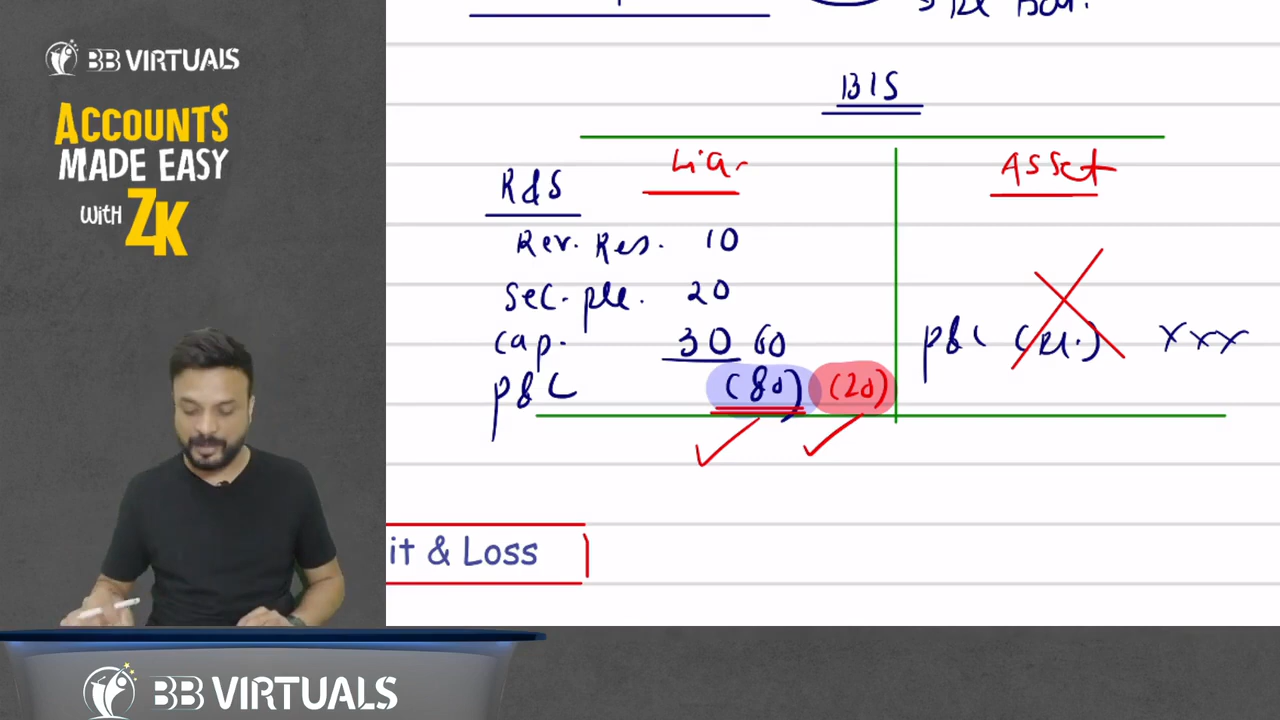 BB VIRTUALS
ACCOUNTS
MADE EASY
WITH ZK
B/S
Lia. Asset
R&S
Rev. Res. 10
Sec. pre. 20
Cap. 30 60
P&L (Dr.) xxx
P&L (80) (20)
it & Loss
BB VIRTUALS